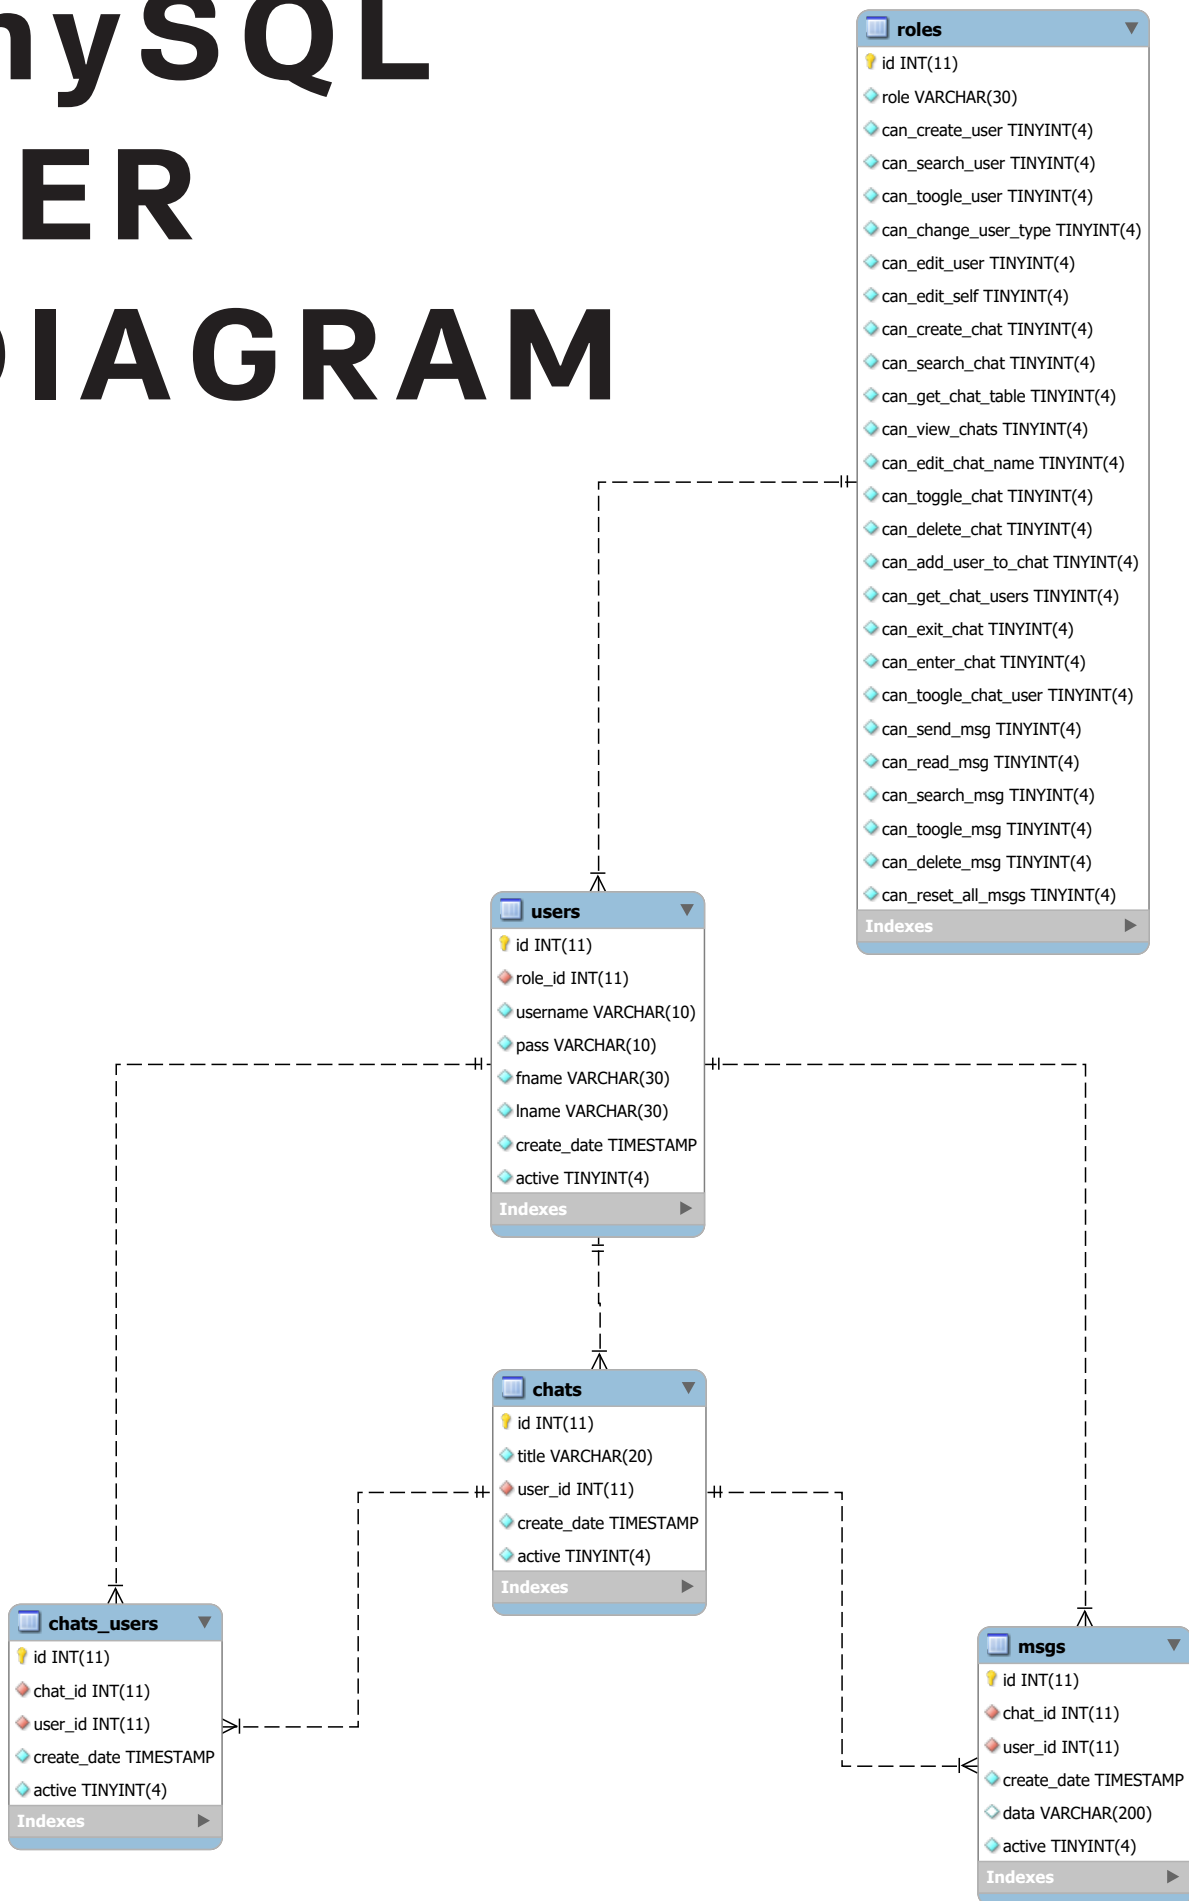 mySQL
ER
DIAGRAM
roles
id INT(11)
role VARCHAR(30)
can_create_user TINYINT(4)
can_search_user TINYINT(4)
can_toogle_user TINYINT(4)
can_change_user_type TINYINT(4)
can_edit_user TINYINT(4)
can_edit_self TINYINT(4)
can_create_chat TINYINT(4)
can_search_chat TINYINT(4)
can_get_chat_table TINYINT(4)
can_view_chats TINYINT(4)
can_edit_chat_name TINYINT(4)
can_toggle_chat TINYINT(4)
can_delete_chat TINYINT(4)
can_add_user_to_chat TINYINT(4)
can_get_chat_users TINYINT(4)
can_exit_chat TINYINT(4)
can_enter_chat TINYINT(4)
can_toogle_chat_user TINYINT(4)
can_send_msg TINYINT(4)
can_read_msg TINYINT(4)
can_search_msg TINYINT(4)
can_toogle_msg TINYINT(4)
can_delete_msg TINYINT(4)
can_reset_all_msgs TINYINT(4)
Indexes
users
id INT(11)
role_id INT(11)
username VARCHAR(10)
pass VARCHAR(10)
fname VARCHAR(30)
lname VARCHAR(30)
create_date TIMESTAMP
active TINYINT(4)
Indexes
chats
id INT(11)
title VARCHAR(20)
user_id INT(11)
create_date TIMESTAMP
active TINYINT(4)
Indexes
chats_users
id INT(11)
chat_id INT(11)
user_id INT(11)
create_date TIMESTAMP
active TINYINT(4)
Indexes
msgs
id INT(11)
chat_id INT(11)
user_id INT(11)
create_date TIMESTAMP
data VARCHAR(200)
active TINYINT(4)
Indexes